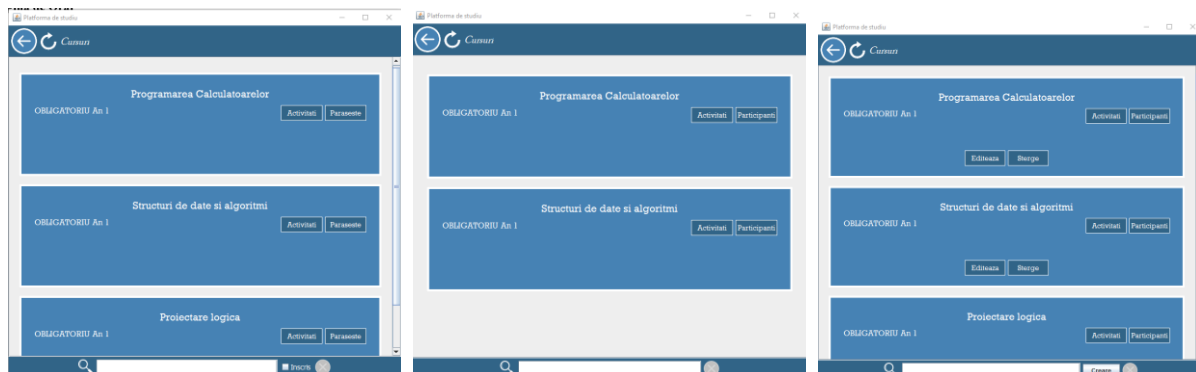 Platforma de studiu
Cursuri
Programarea Calculatoarelor
OBLIGATORIU An 1
Activitati Paraseste
Structuri de date si algoritmi
OBLIGATORIU An 1
Activitati Paraseste
Proiectare logica
OBLIGATORIU An 1
Activitati Paraseste
Inscris
Platforma de studiu
Cursuri
Programarea Calculatoarelor
OBLIGATORIU An 1
Activitati Participanti
Structuri de date si algoritmi
OBLIGATORIU An 1
Activitati Participanti
Platforma de studiu
Cursuri
Programarea Calculatoarelor
OBLIGATORIU An 1
Activitati Participanti
Editeaza Sterge
Structuri de date si algoritmi
OBLIGATORIU An 1
Activitati Participanti
Editeaza Sterge
Proiectare logica
OBLIGATORIU An 1
Activitati Participanti
Creare